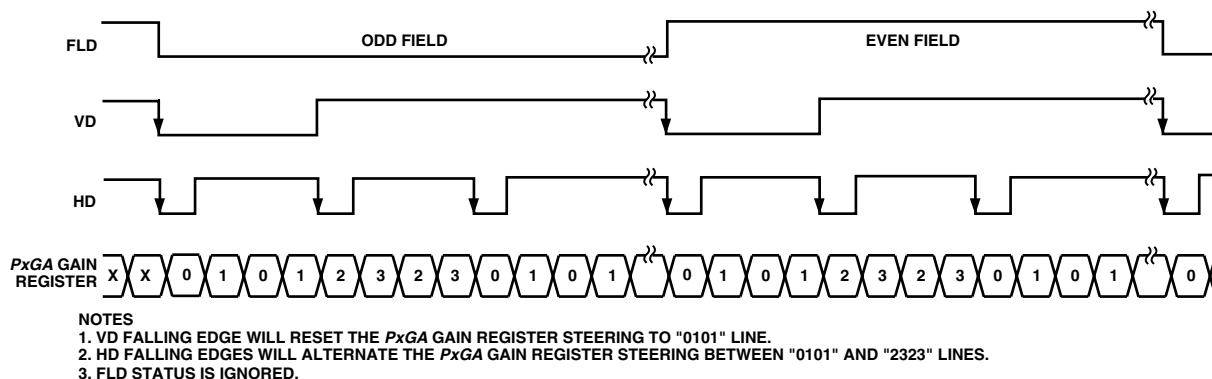 FLD
ODD FIELD
EVEN FIELD
VD
HD
PxGA GAIN
REGISTER
X X 0 1 0 1 2 3 2 3 0 1 0 1 0 1 0 1 2 3 2 3 0 1 0 1 0
NOTES
1. VD FALLING EDGE WILL RESET THE PxGA GAIN REGISTER STEERING TO "0101" LINE.
2. HD FALLING EDGES WILL ALTERNATE THE PxGA GAIN REGISTER STEERING BETWEEN "0101" AND "2323" LINES.
3. FLD STATUS IS IGNORED.